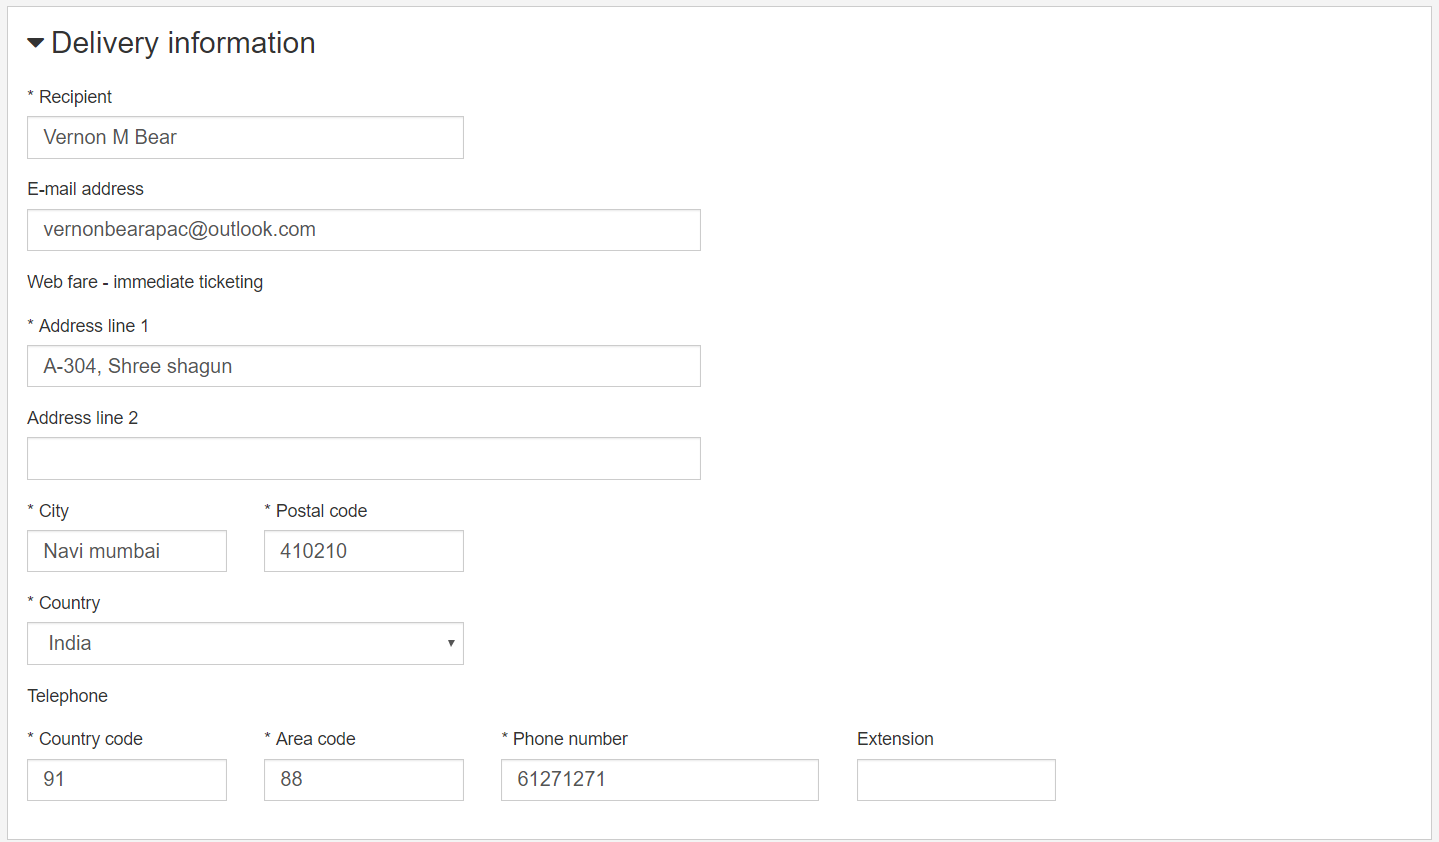 Delivery information
* Recipient
Vernon M Bear
E-mail address
vernonbearapac@outlook.com
Web fare - immediate ticketing
* Address line 1
A-304, Shree shagun
Address line 2
* City * Postal code
Navi mumbai 410210
* Country
India
Telephone
* Country code * Area code * Phone number Extension
91 88 61271271